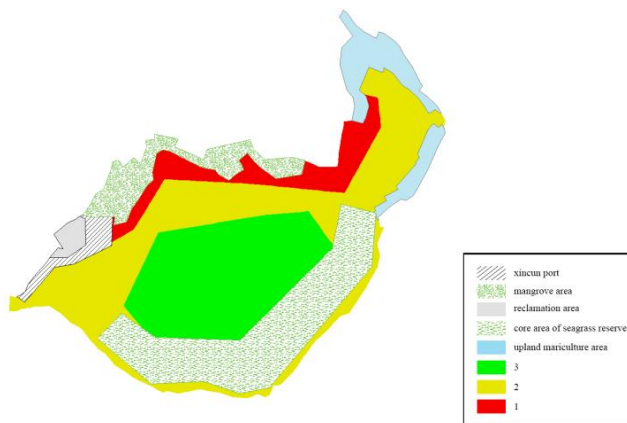 xincun port
mangrove area
reclamation area
core area of seagrass reserve
upland mariculture area
3
2
1